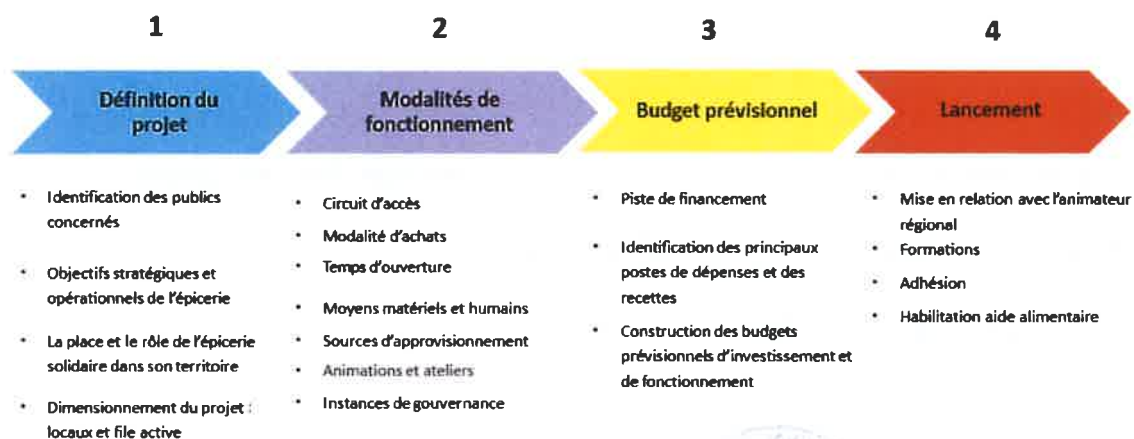 1
2
3
4
Définition du
projet
Modalités de
fonctionnement
Budget prévisionnel
Lancement
• Identification des publics
concernés
• Objectifs stratégiques et
opérationnels de l'épicerie
• La place et le rôle de l'épicerie
solidaire dans son territoire
• Dimensionnement du projet :
locaux et file active
• Circuit d'accès
• Modalité d'achats
• Temps d'ouverture
• Moyens matériels et humains
• Sources d'approvisionnement
• Animations et ateliers
• Instances de gouvernance
• Piste de financement
• Identification des principaux
postes de dépenses et des
recettes
• Construction des budgets
prévisionnels d'investissement et
de fonctionnement
• Mise en relation avec l'animateur
régional
• Formations
• Adhésion
• Habilitation aide alimentaire